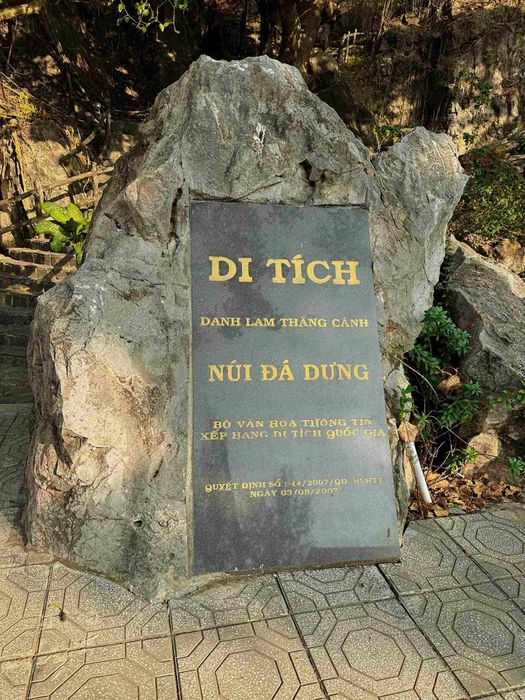 DI TÍCH
DANH LAM THẮNG CẢNH
NÚI ĐÁ DỰNG
BỘ VĂN HOÁ THÔNG TIN
XẾP HẠNG DI TÍCH QUỐC GIA
QUYẾT ĐỊNH SỐ : 44/2007/QĐ-BVHTT
NGÀY 03/08/2007